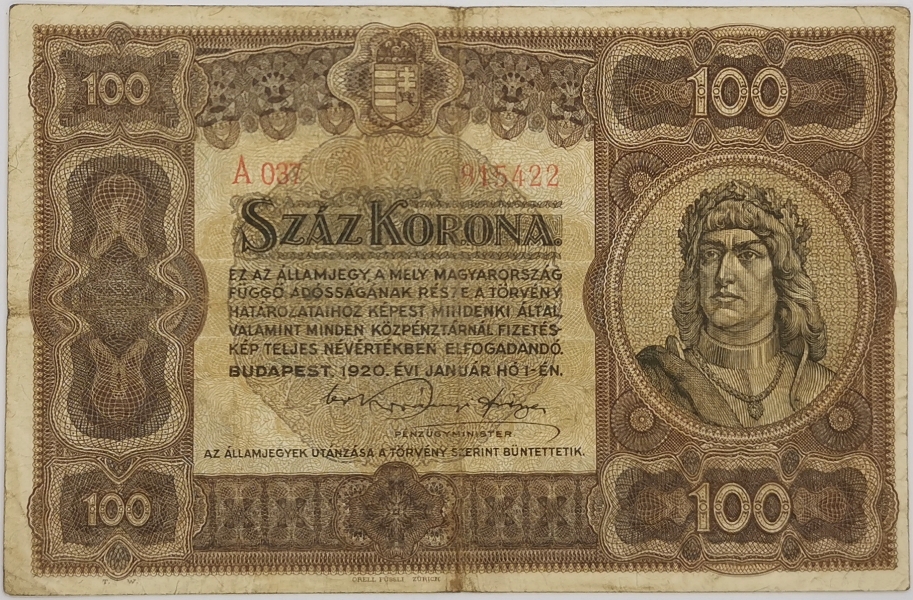 100
100
A 037
945422
SZÁZ KORONA.
EZ AZ ÁLLAMJEGY, A MELY MAGYARORSZÁG
FÜGGŐ ADÓSSÁGÁNAK RÉSZE A TÖRVÉNY
HATÁROZATAIHOZ KÉPEST MINDENKI ÁLTAL,
VALAMINT MINDEN KÖZPÉNZTÁRNÁL FIZETÉS-
KÉP TELJES NÉVÉRTÉKBEN ELFOGADANDÓ.
BUDAPEST, 1920. ÉVI JANUÁR HÓ 1-ÉN.
PÉNZÜGYMINISTER
AZ ÁLLAMJEGYEK UTÁNZÁSA A TÖRVÉNY SZERINT BÜNTETTETIK.
100
100
T. W.
ORELL FÜSSLI ZÜRICH